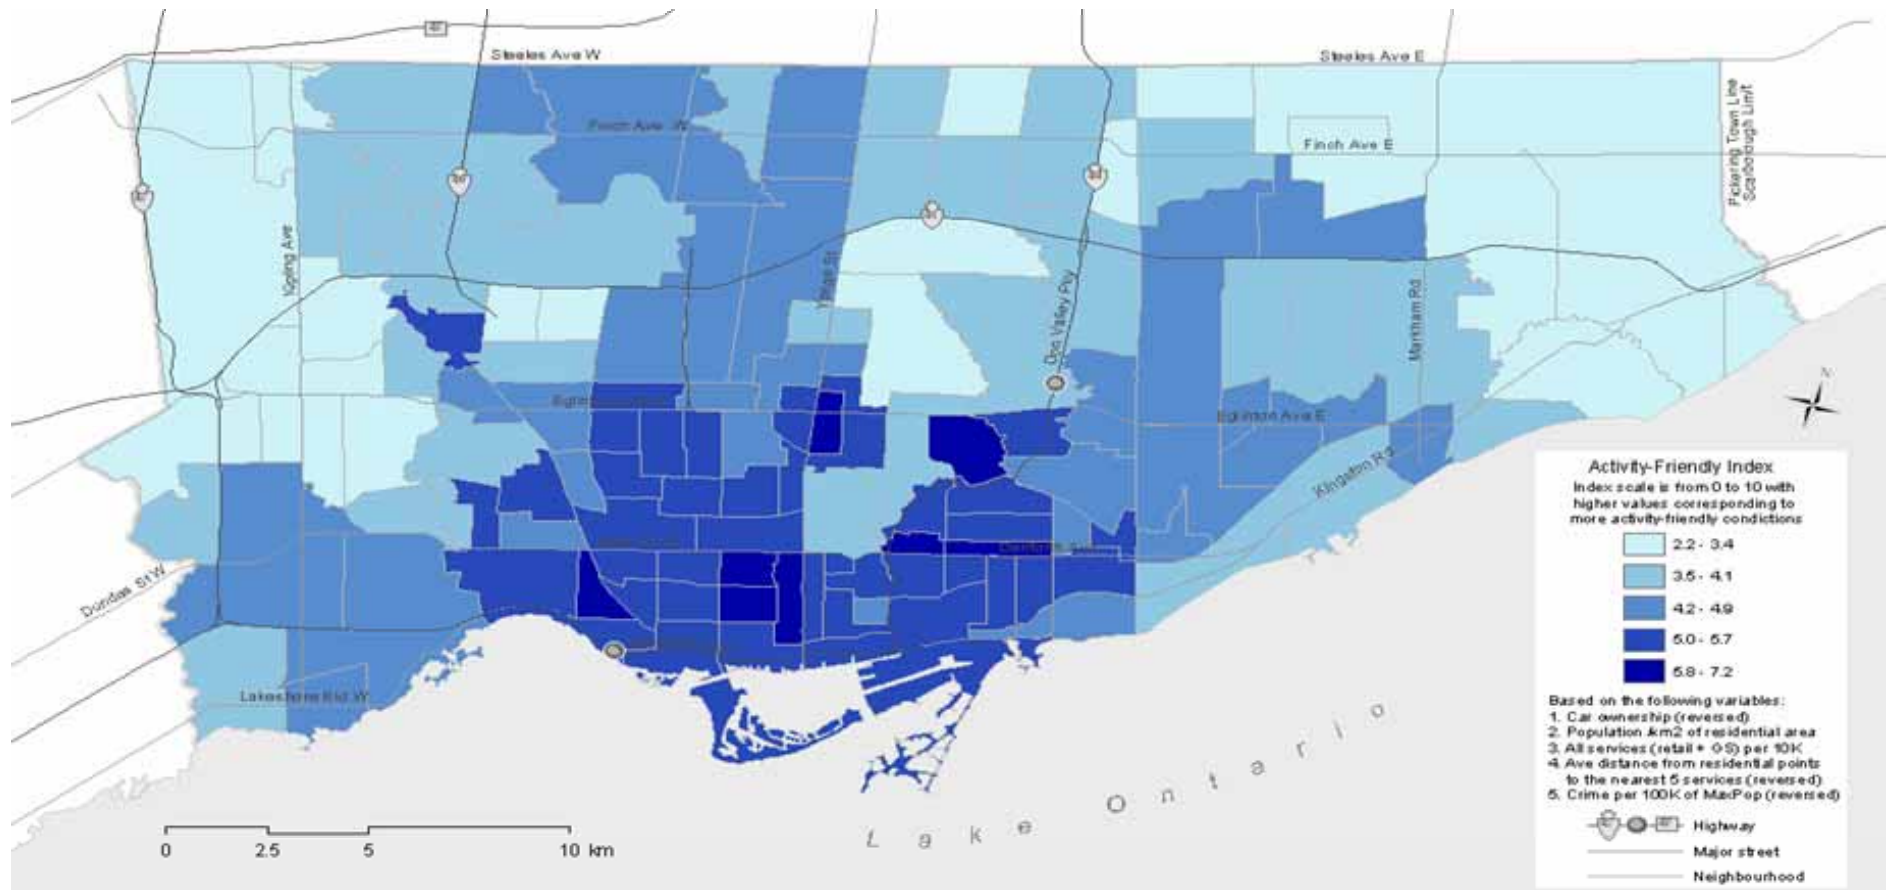 Steeles Ave W
Steeles Ave E
Pickering Town Line
Scarborough Limit
Finch Ave W
Finch Ave E
Kipling Ave
Yonge St
Don Valley Pky
Markham Rd
Eglinton Ave E
Kingston Rd
Dundas St W
Lakeshore Blvd W
Lake Ontario
N
0 2.5 5 10 km
Activity-Friendly Index
Index scale is from 0 to 10 with
higher values corresponding to
more activity-friendly conditions
2.2 - 3.4
3.5 - 4.1
4.2 - 4.9
5.0 - 5.7
5.8 - 7.2
Based on the following variables:
1. Car ownership (reversed)
2. Population /km2 of residential area
3. All services (retail + GS) per 10K
4. Ave distance from residential points
to the nearest 5 services (reversed)
5. Crime per 100K of MaxPop (reversed)
Highway
Major street
Neighbourhood